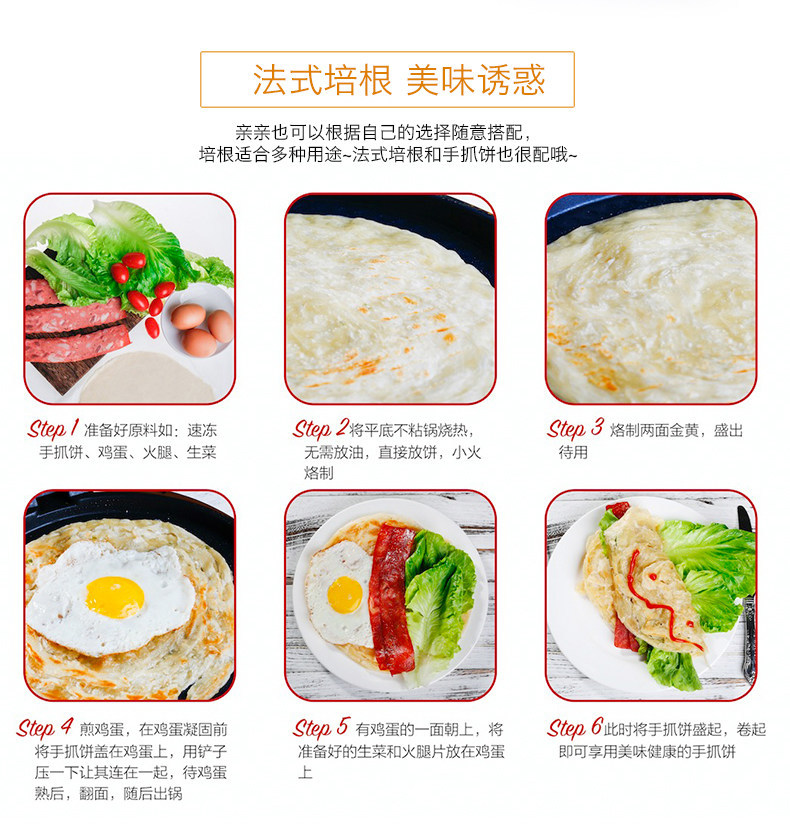 法式培根 美味诱惑
亲亲也可以根据自己的选择随意搭配，
培根适合多种用途~法式培根和手抓饼也很配哦~
Step 1 准备好原料如：速冻
手抓饼、鸡蛋、火腿、生菜
Step 2 将平底不粘锅烧热，
无需放油，直接放饼，小火
烙制
Step 3 烙制两面金黄，盛出
待用
Step 4 煎鸡蛋，在鸡蛋凝固前
将手抓饼盖在鸡蛋上，用铲子
压一下让其连在一起，待鸡蛋
熟后，翻面，随后出锅
Step 5 有鸡蛋的一面朝上，将
准备好的生菜和火腿片放在鸡蛋
上
Step 6 此时将手抓饼盛起，卷起
即可享用美味健康的手抓饼